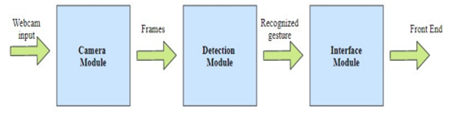 Webcam
input
Camera
Module
Frames
Detection
Module
Recognized
gesture
Interface
Module
Front End